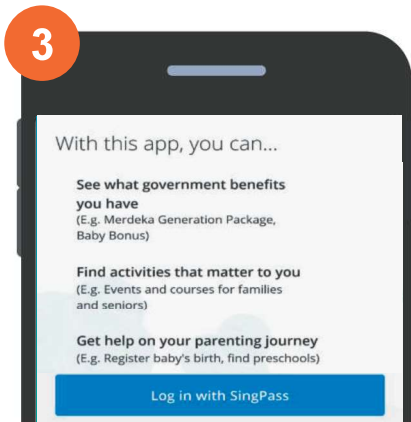 3
With this app, you can...
See what government benefits
you have
(E.g. Merdeka Generation Package,
Baby Bonus)
Find activities that matter to you
(E.g. Events and courses for families
and seniors)
Get help on your parenting journey
(E.g. Register baby's birth, find preschools)
Log in with SingPass